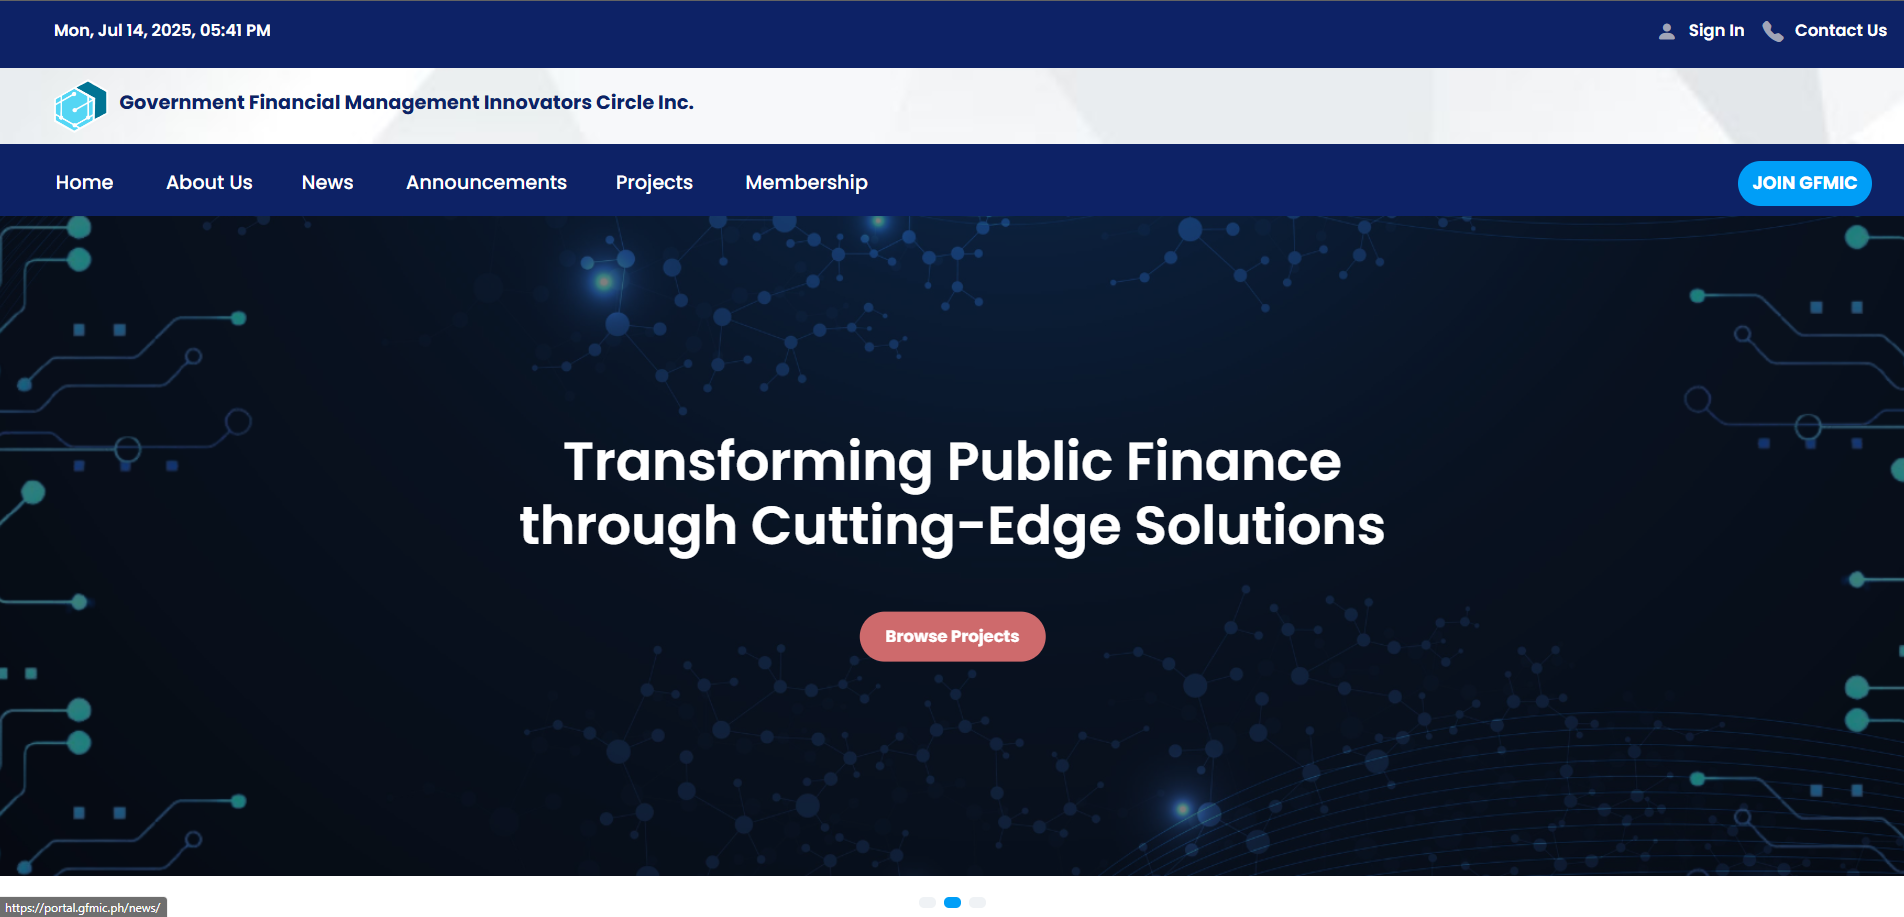 Mon, Jul 14, 2025, 05:41 PM
Sign In
Contact Us
Government Financial Management Innovators Circle Inc.
Home
About Us
News
Announcements
Projects
Membership
JOIN GFMIC
Transforming Public Finance
through Cutting-Edge Solutions
Browse Projects
https://portal.gfmic.ph/news/